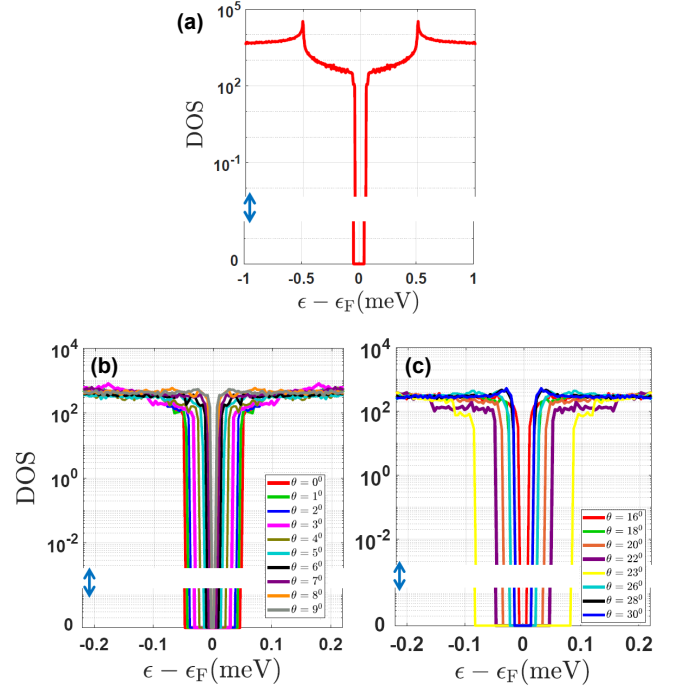 (a)
10^5
10^2
10^-1
0
DOS
-1 -0.5 0 0.5 1
ϵ − ϵ_F(meV)
(b)
10^4
10^2
10^0
10^-2
0
DOS
θ = 0^0
θ = 1^0
θ = 2^0
θ = 3^0
θ = 4^0
θ = 5^0
θ = 6^0
θ = 7^0
θ = 8^0
θ = 9^0
-0.2 -0.1 0 0.1 0.2
ϵ − ϵ_F(meV)
(c)
10^4
10^2
10^0
10^-2
0
θ = 16^0
θ = 18^0
θ = 20^0
θ = 22^0
θ = 23^0
θ = 26^0
θ = 28^0
θ = 30^0
-0.2 -0.1 0 0.1 0.2
ϵ − ϵ_F(meV)